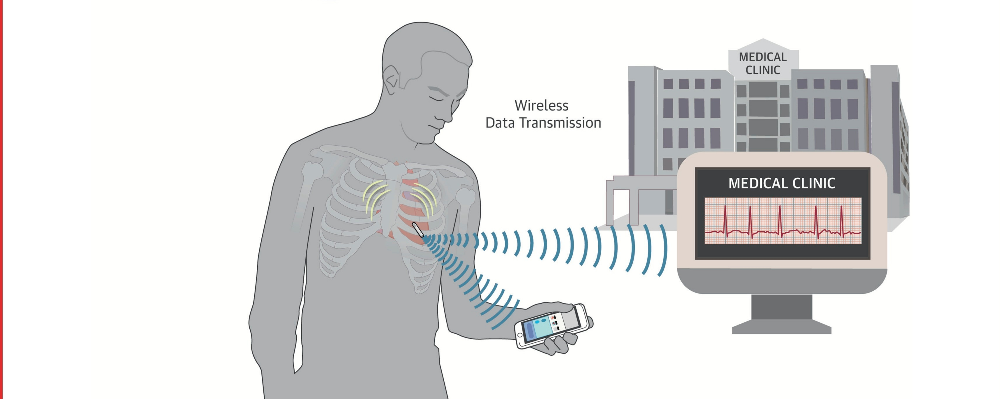 MEDICAL
CLINIC
Wireless
Data Transmission
MEDICAL CLINIC